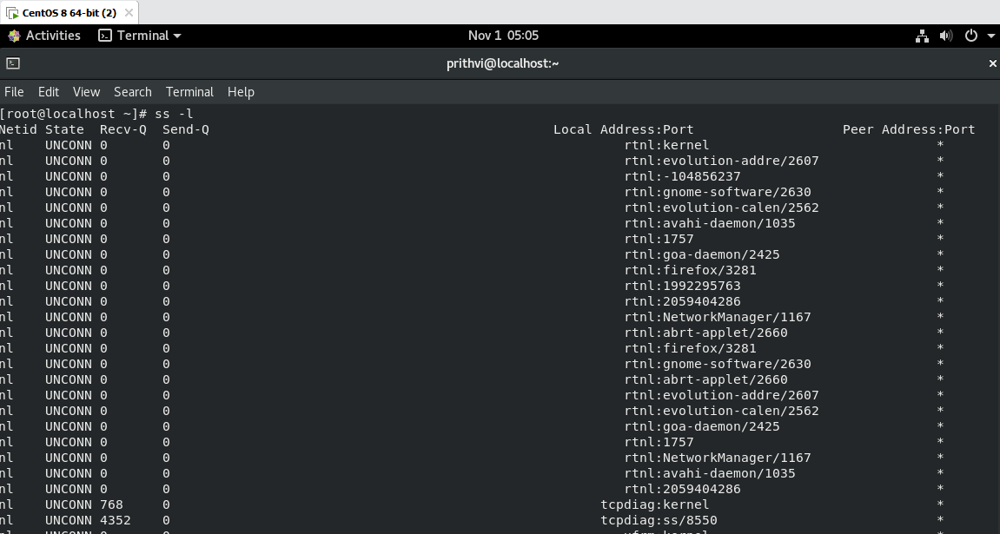 CentOS 8 64-bit (2)
Activities Terminal Nov 1 05:05
prithvi@localhost:~
File Edit View Search Terminal Help
[root@localhost ~]# ss -l
Netid State Recv-Q Send-Q Local Address:Port Peer Address:Port
nl UNCONN 0 0 rtnl:kernel *
nl UNCONN 0 0 rtnl:evolution-addre/2607 *
nl UNCONN 0 0 rtnl:-104856237 *
nl UNCONN 0 0 rtnl:gnome-software/2630 *
nl UNCONN 0 0 rtnl:evolution-calen/2562 *
nl UNCONN 0 0 rtnl:avahi-daemon/1035 *
nl UNCONN 0 0 rtnl:1757 *
nl UNCONN 0 0 rtnl:goa-daemon/2425 *
nl UNCONN 0 0 rtnl:firefox/3281 *
nl UNCONN 0 0 rtnl:1992295763 *
nl UNCONN 0 0 rtnl:2059404286 *
nl UNCONN 0 0 rtnl:NetworkManager/1167 *
nl UNCONN 0 0 rtnl:abrt-applet/2660 *
nl UNCONN 0 0 rtnl:firefox/3281 *
nl UNCONN 0 0 rtnl:gnome-software/2630 *
nl UNCONN 0 0 rtnl:abrt-applet/2660 *
nl UNCONN 0 0 rtnl:evolution-addre/2607 *
nl UNCONN 0 0 rtnl:evolution-calen/2562 *
nl UNCONN 0 0 rtnl:goa-daemon/2425 *
nl UNCONN 0 0 rtnl:1757 *
nl UNCONN 0 0 rtnl:NetworkManager/1167 *
nl UNCONN 0 0 rtnl:avahi-daemon/1035 *
nl UNCONN 0 0 rtnl:2059404286 *
nl UNCONN 768 0 tcpdiag:kernel *
nl UNCONN 4352 0 tcpdiag:ss/8550 *